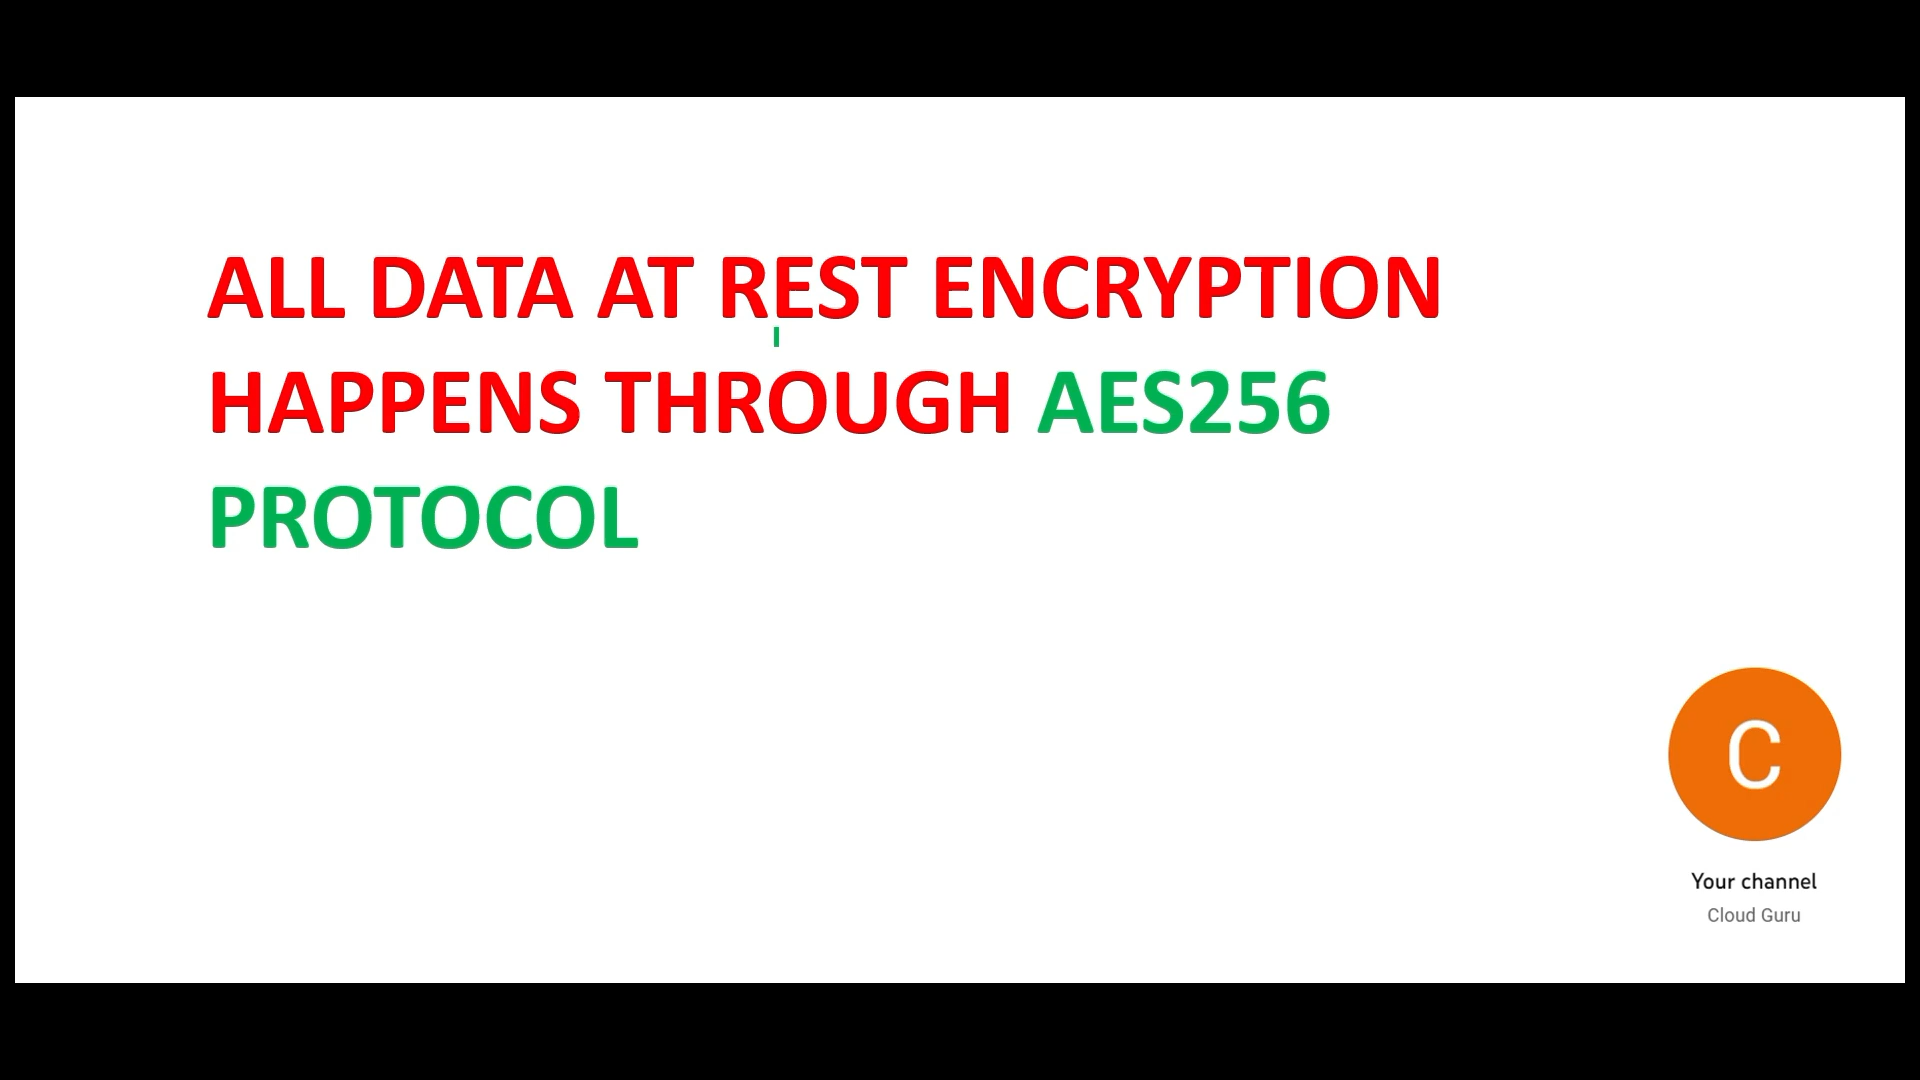 ALL DATA AT REST ENCRYPTION
HAPPENS THROUGH AES256
PROTOCOL
C
Your channel
Cloud Guru